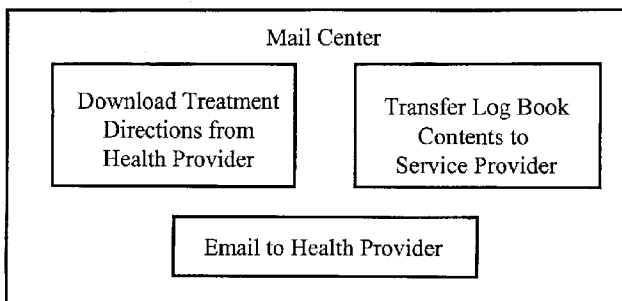 Mail Center
Download Treatment
Directions from
Health Provider
Transfer Log Book
Contents to
Service Provider
Email to Health Provider